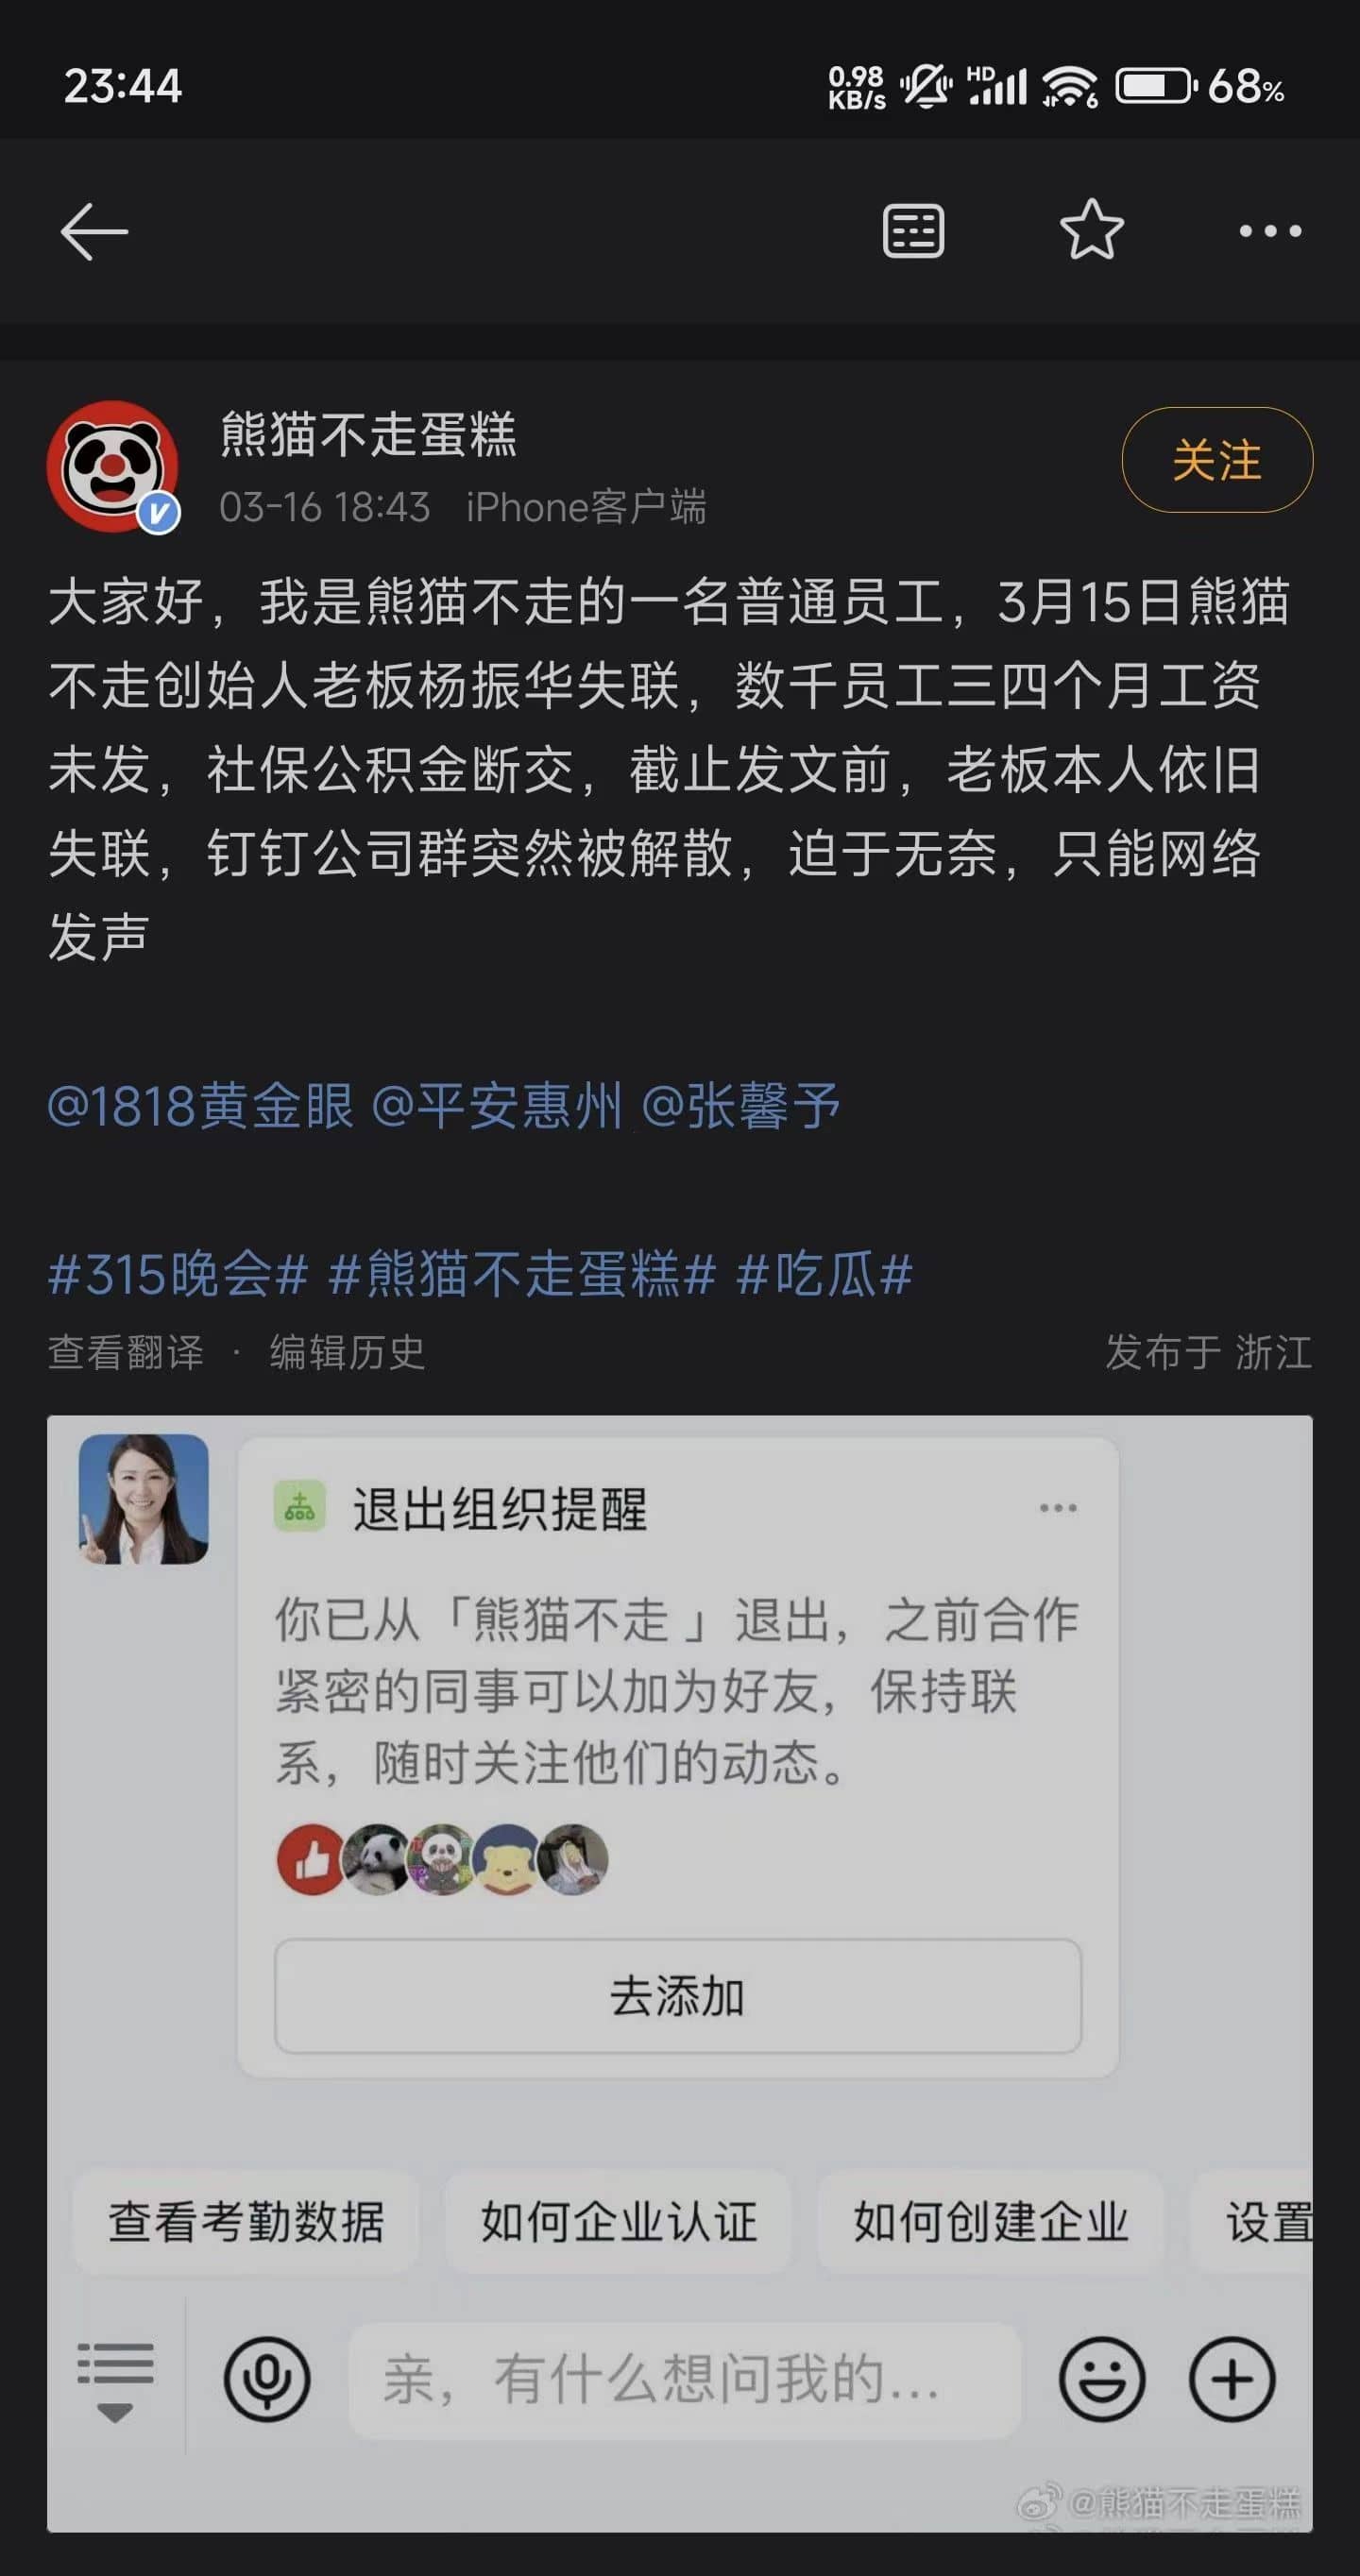 23:44
0.98
KB/s
HD
6
68%
熊猫不走蛋糕
03-16 18:43 iPhone客户端
关注
大家好，我是熊猫不走的一名普通员工，3月15日熊猫
不走创始人老板杨振华失联，数千员工三四个月工资
未发，社保公积金断交，截止发文前，老板本人依旧
失联，钉钉公司群突然被解散，迫于无奈，只能网络
发声
@1818黄金眼 @平安惠州 @张馨予
#315晚会# #熊猫不走蛋糕# #吃瓜#
查看翻译 · 编辑历史
发布于 浙江
退出组织提醒
你已从「熊猫不走 」退出，之前合作
紧密的同事可以加为好友，保持联
系，随时关注他们的动态。
去添加
查看考勤数据
如何企业认证
如何创建企业
设置
亲，有什么想问我的...
@熊猫不走蛋糕